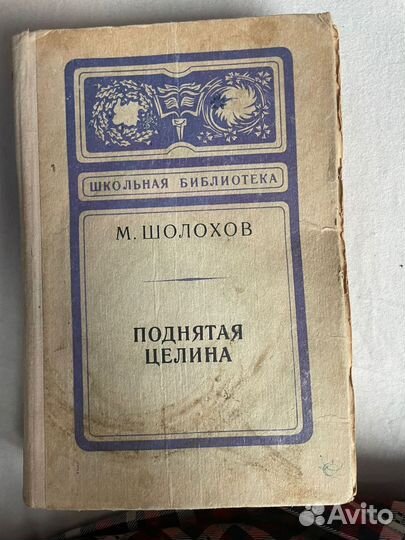 ШКОЛЬНАЯ БИБЛИОТЕКА
М. ШОЛОХОВ
ПОДНЯТАЯ
ЦЕЛИНА
Avito